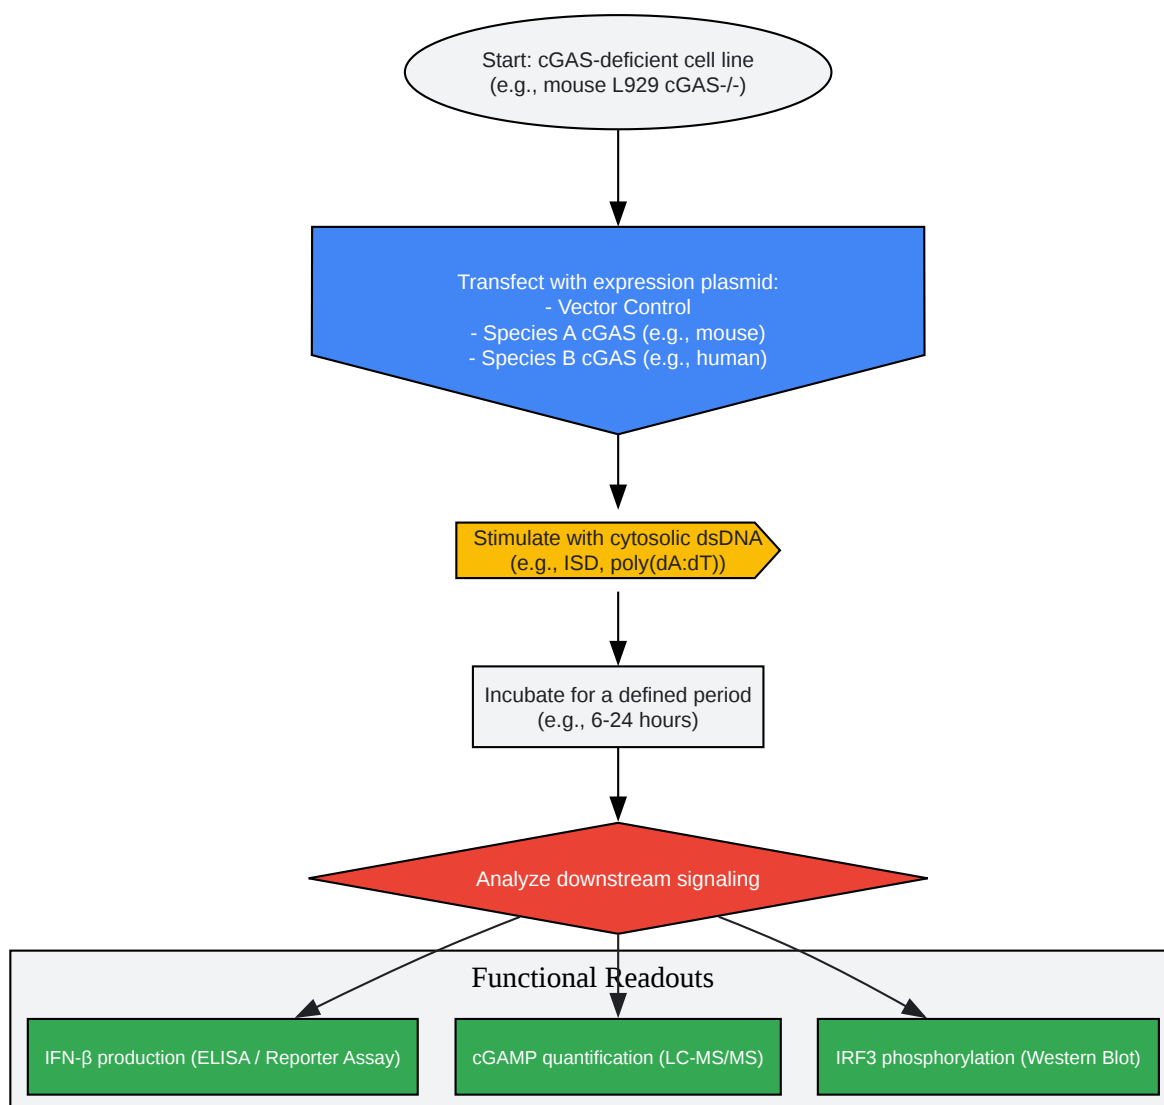 Start: cGAS-deficient cell line
(e.g., mouse L929 cGAS-/-)
Transfect with expression plasmid:
- Vector Control
- Species A cGAS (e.g., mouse)
- Species B cGAS (e.g., human)
Stimulate with cytosolic dsDNA
(e.g., ISD, poly(dA:dT))
Incubate for a defined period
(e.g., 6-24 hours)
Analyze downstream signaling
Functional Readouts
IFN-β production (ELISA / Reporter Assay)
cGAMP quantification (LC-MS/MS)
IRF3 phosphorylation (Western Blot)